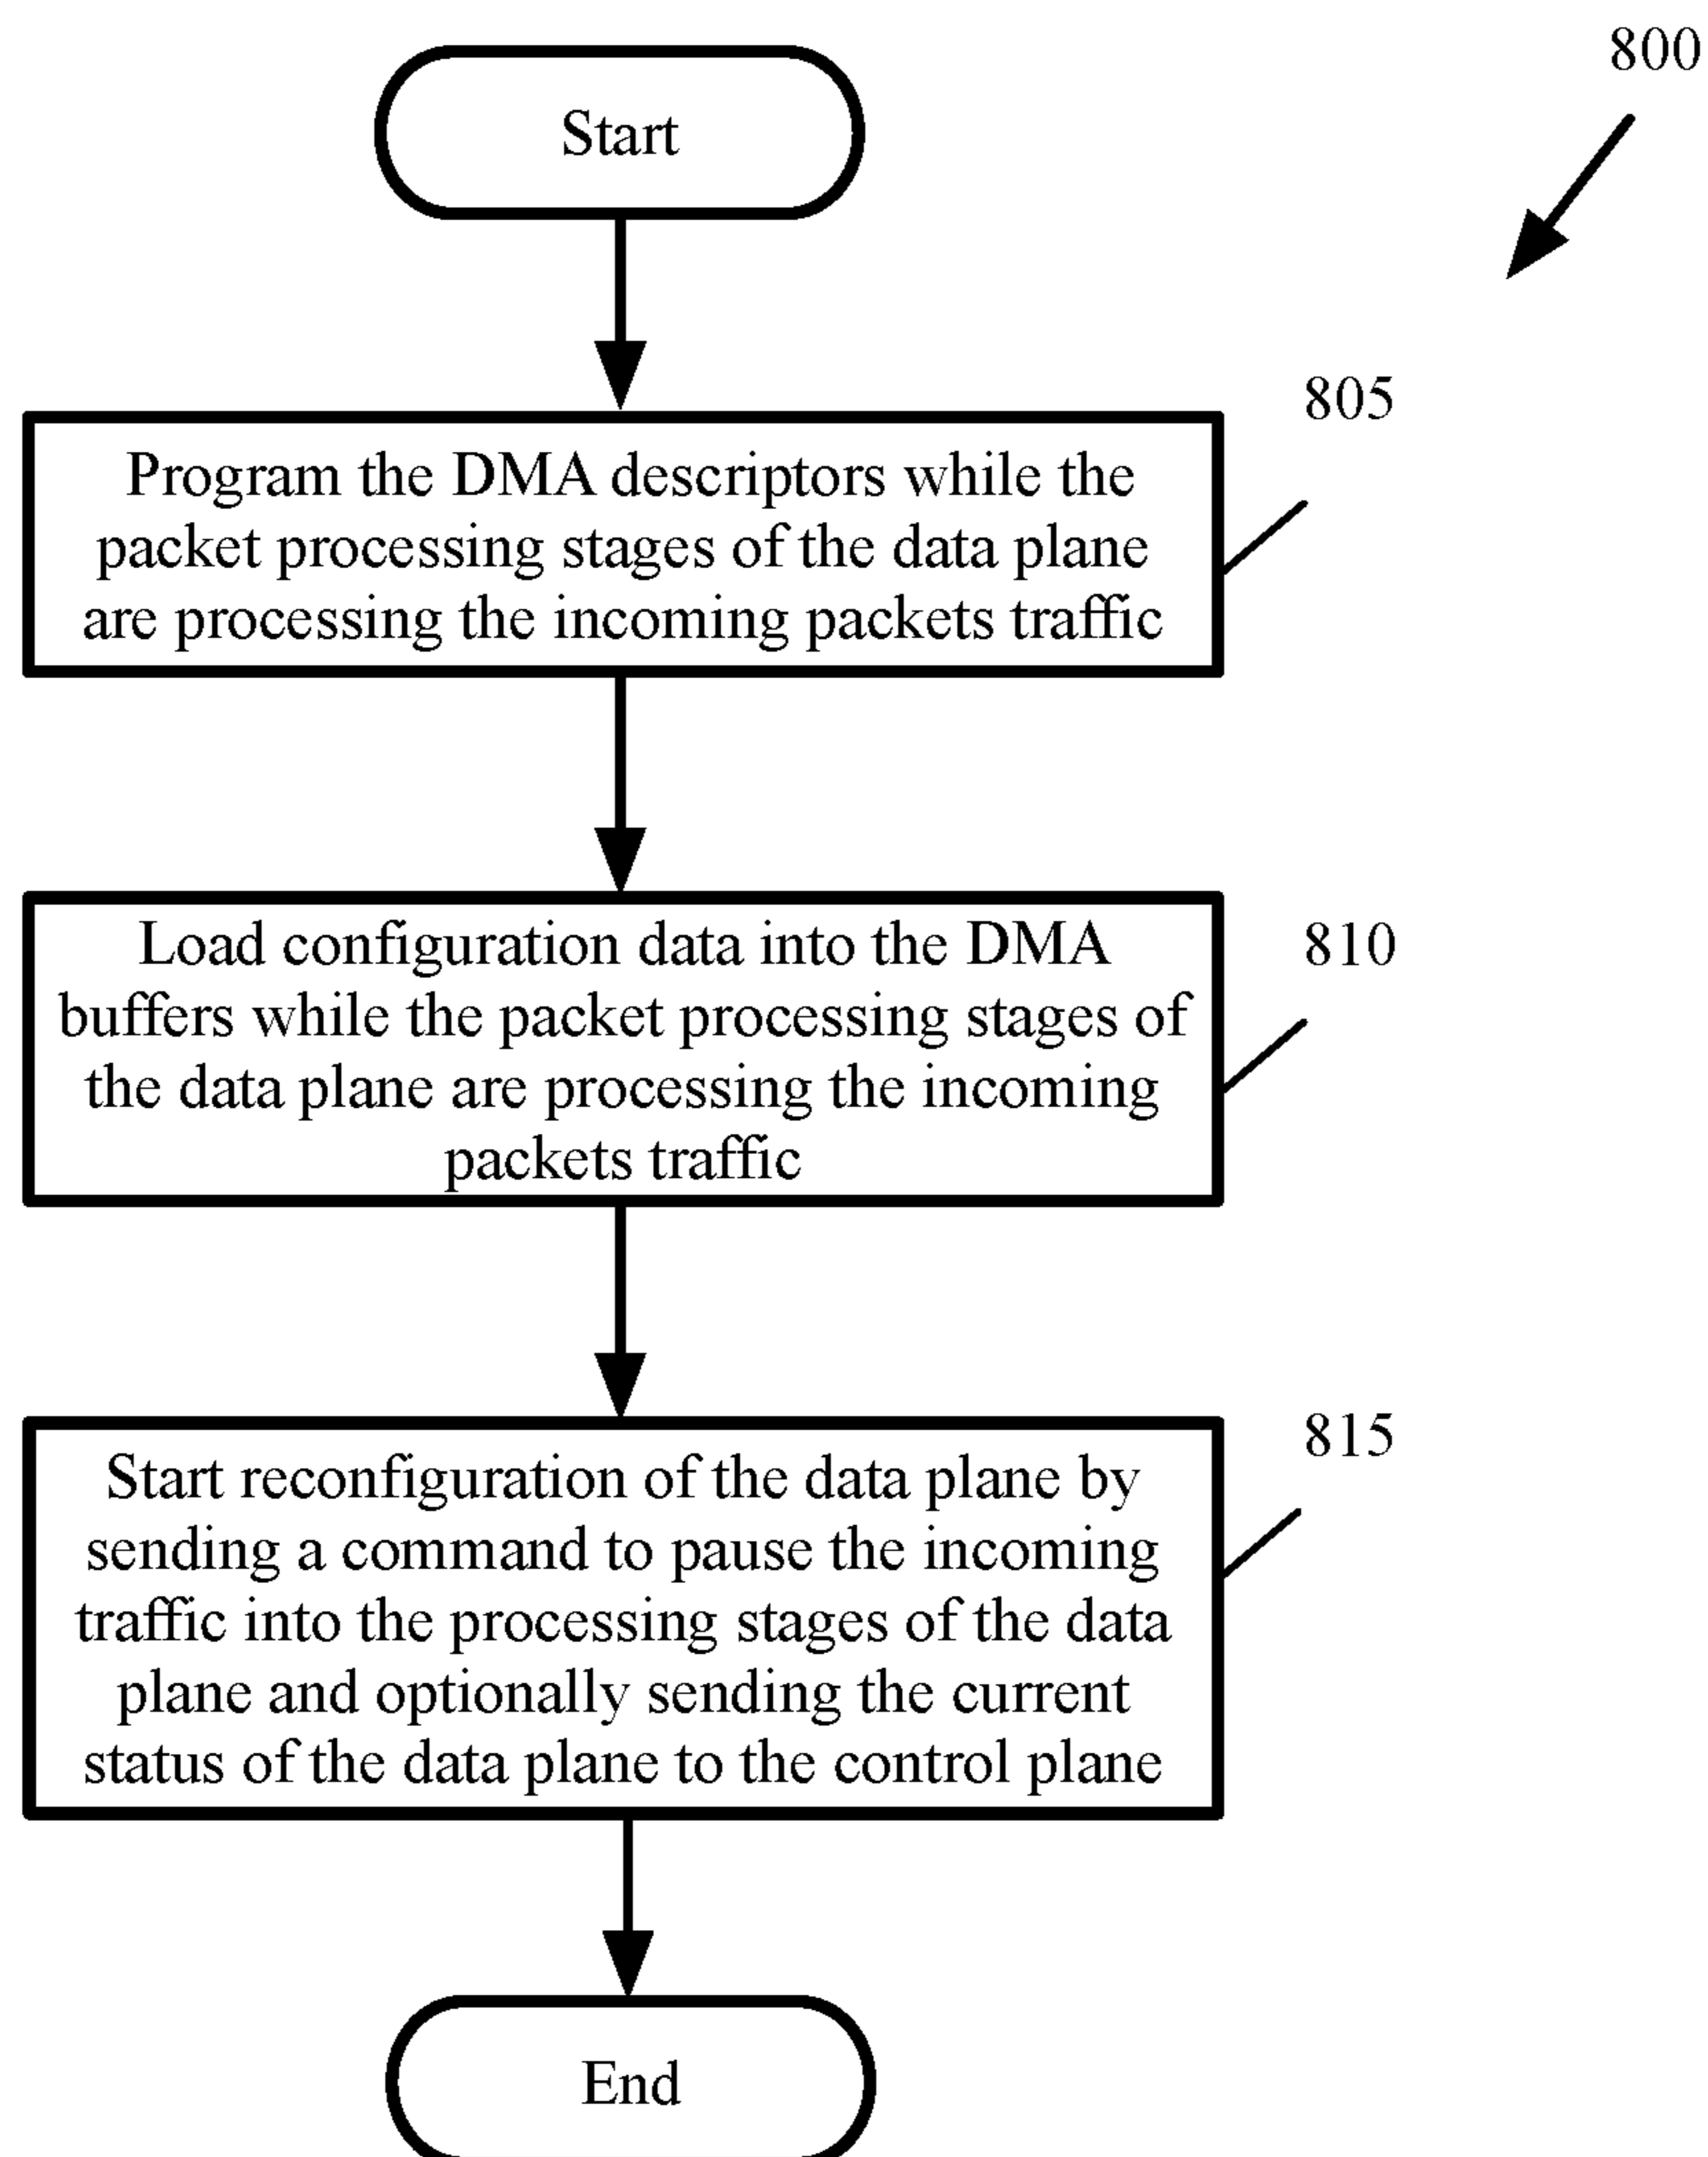 800
Start
805
Program the DMA descriptors while the
packet processing stages of the data plane
are processing the incoming packets traffic
810
Load configuration data into the DMA
buffers while the packet processing stages of
the data plane are processing the incoming
packets traffic
815
Start reconfiguration of the data plane by
sending a command to pause the incoming
traffic into the processing stages of the data
plane and optionally sending the current
status of the data plane to the control plane
End